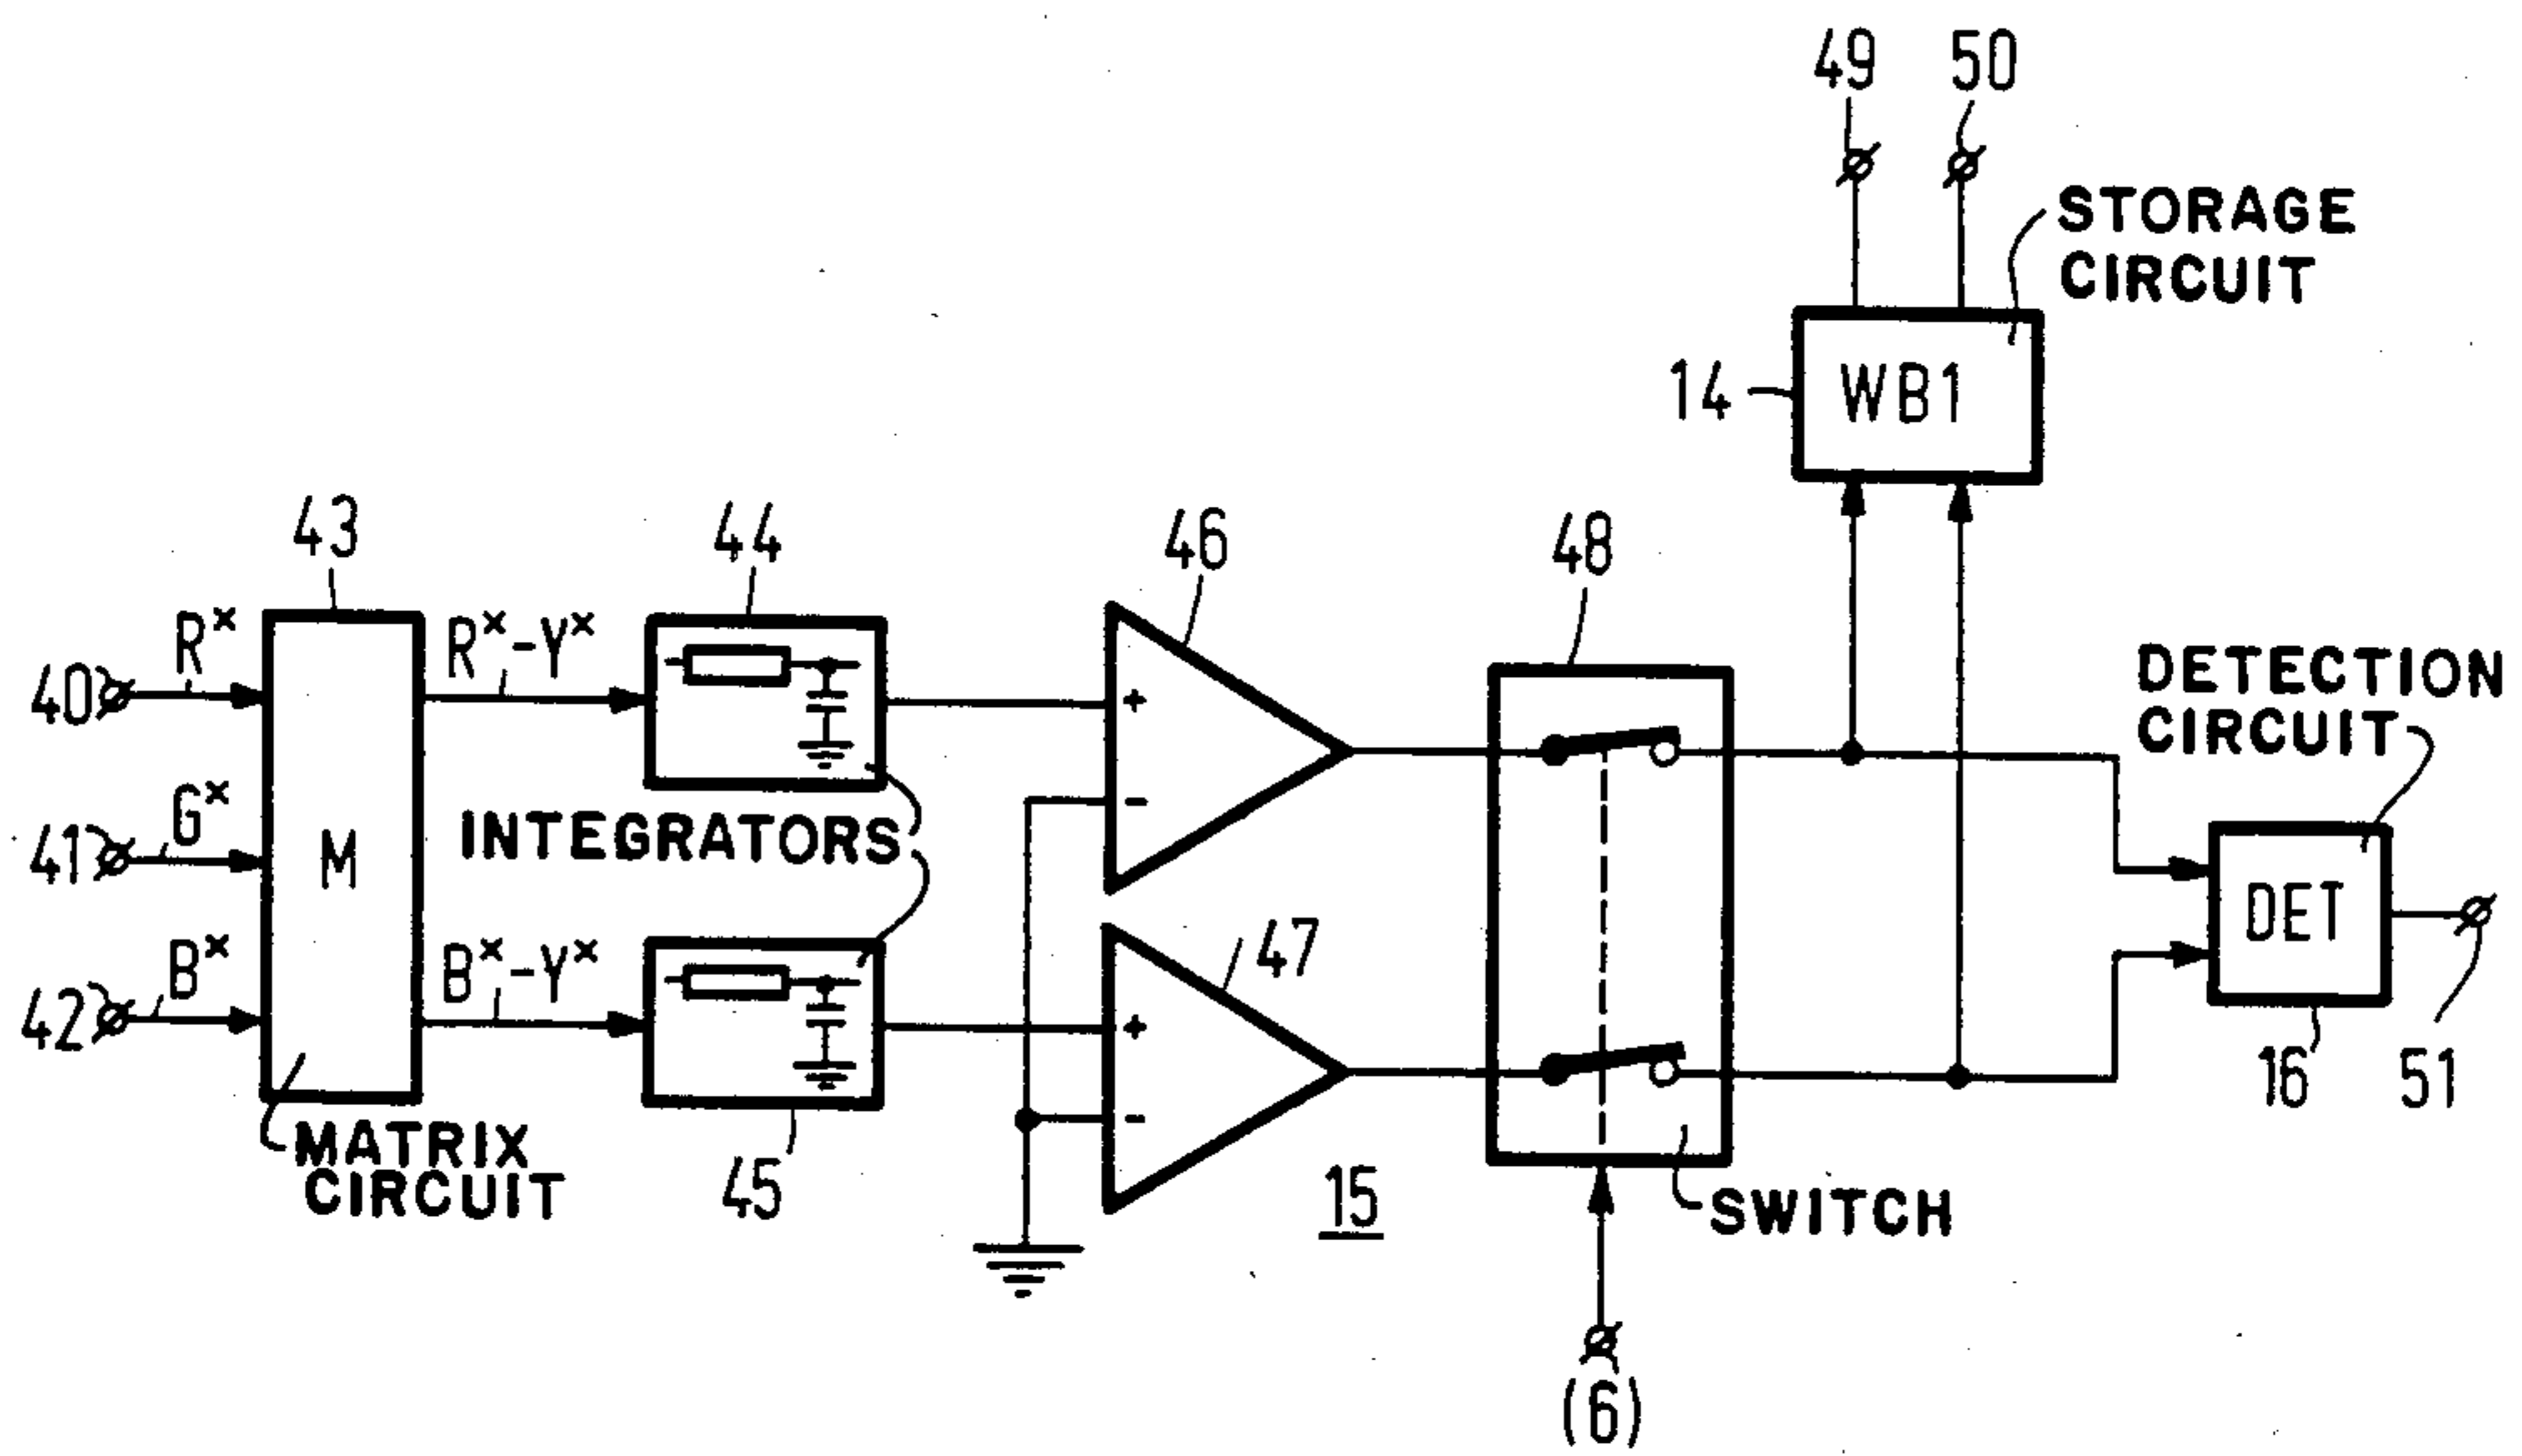 49
50
STORAGE
CIRCUIT
14
WB1
43
44
46
48
R×
R×-Y×
40
DETECTION
CIRCUIT
+
G×
41
M
INTEGRATORS
-
DET
B×
B×-Y×
47
42
+
-
16
51
MATRIX
CIRCUIT
45
15
SWITCH
(6)